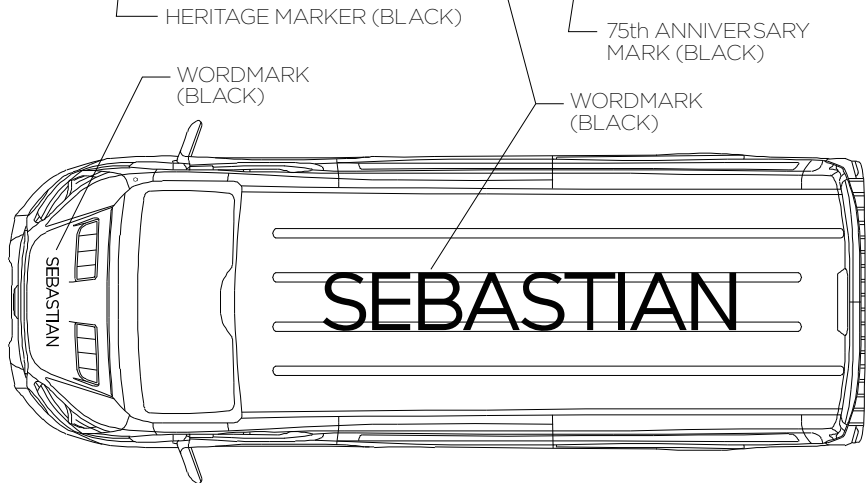 HERITAGE MARKER (BLACK)
75th ANNIVERSARY
MARK (BLACK)
WORDMARK
(BLACK)
WORDMARK
(BLACK)
SEBASTIAN
SEBASTIAN